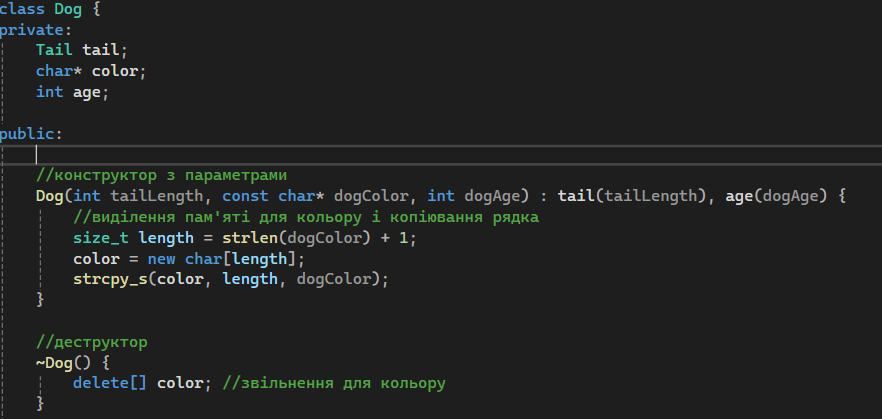 class Dog {
private:
    Tail tail;
    char* color;
    int age;
public:
    //конструктор з параметрами
    Dog(int tailLength, const char* dogColor, int dogAge) : tail(tailLength), age(dogAge) {
        //виділення пам'яті для кольору і копіювання рядка
        size_t length = strlen(dogColor) + 1;
        color = new char[length];
        strcpy_s(color, length, dogColor);
    }
    //деструктор
    ~Dog() {
        delete[] color; //звільнення для кольору
    }